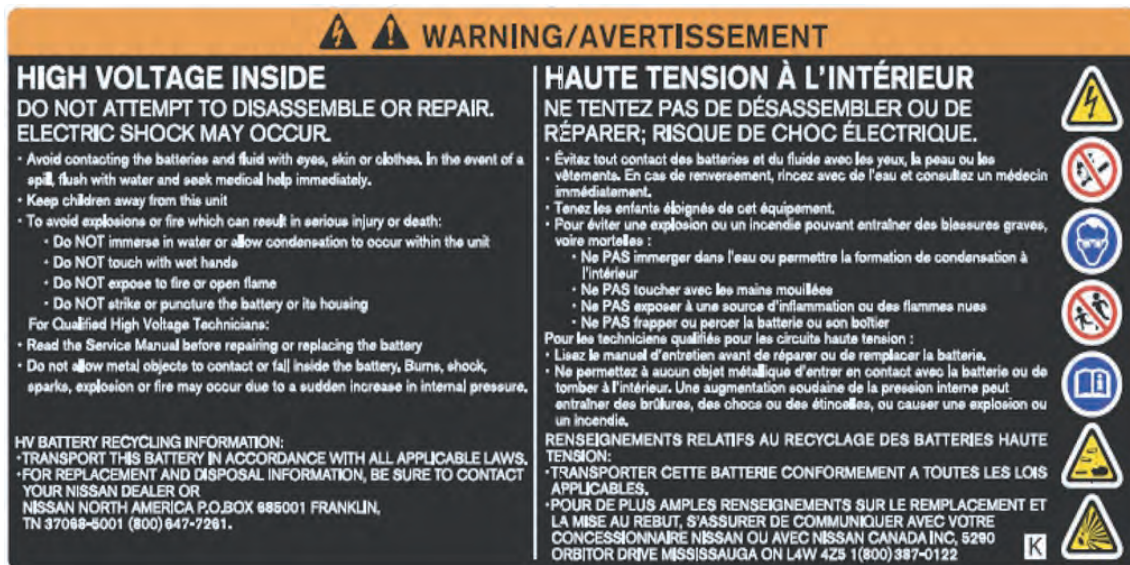 WARNING/AVERTISSEMENT
HIGH VOLTAGE INSIDE
DO NOT ATTEMPT TO DISASSEMBLE OR REPAIR.
ELECTRIC SHOCK MAY OCCUR.
· Avoid contacting the batteries and fluid with eyes, skin or clothes. In the event of a
spill, flush with water and seek medical help immediately.
· Keep children away from this unit
· To avoid explosions or fire which can result in serious injury or death:
· Do NOT immerse in water or allow condensation to occur within the unit
· Do NOT touch with wet hands
· Do NOT expose to fire or open flame
· Do NOT strike or puncture the battery or its housing
For Qualified High Voltage Technicians:
· Read the Service Manual before repairing or replacing the battery
· Do not allow metal objects to contact or fall inside the battery. Burns, shock,
sparks, explosion or fire may occur due to a sudden increase in internal pressure.
HV BATTERY RECYCLING INFORMATION:
·TRANSPORT THIS BATTERY IN ACCORDANCE WITH ALL APPLICABLE LAWS.
·FOR REPLACEMENT AND DISPOSAL INFORMATION, BE SURE TO CONTACT
YOUR NISSAN DEALER OR
NISSAN NORTH AMERICA P.O.BOX 685001 FRANKLIN,
TN 37068-5001 (800) 647-7261.
HAUTE TENSION À L'INTÉRIEUR
NE TENTEZ PAS DE DÉSASSEMBLER OU DE
RÉPARER; RISQUE DE CHOC ÉLECTRIQUE.
· Évitez tout contact des batteries et du fluide avec les yeux, la peau ou les
vêtements. En cas de renversement, rincez avec de l'eau et consultez un médecin
immédiatement.
· Tenez les enfants éloignés de cet équipement.
· Pour éviter une explosion ou un incendie pouvant entraîner des blessures graves,
voire mortelles :
· Ne PAS immerger dans l'eau ou permettre la formation de condensation à
l'intérieur
· Ne PAS toucher avec les mains mouillées
· Ne PAS exposer à une source d'inflammation ou des flammes nues
· Ne PAS frapper ou percer la batterie ou son boîtier
Pour les techniciens qualifiés pour les circuits haute tension :
· Lisez le manuel d'entretien avant de réparer ou de remplacer la batterie.
· Ne permettez à aucun objet métallique d'entrer en contact avec la batterie ou de
tomber à l'intérieur. Une augmentation soudaine de la pression interne peut
entraîner des brûlures, des chocs ou des étincelles, ou causer une explosion ou
un incendie.
RENSEIGNEMENTS RELATIFS AU RECYCLAGE DES BATTERIES HAUTE
TENSION:
·TRANSPORTER CETTE BATTERIE CONFORMEMENT A TOUTES LES LOIS
APPLICABLES.
·POUR DE PLUS AMPLES RENSEIGNEMENTS SUR LE REMPLACEMENT ET
LA MISE AU REBUT, S'ASSURER DE COMMUNIQUER AVEC VOTRE
CONCESSIONNAIRE NISSAN OU AVEC NISSAN CANADA INC, 5290
ORBITOR DRIVE MISSISSAUGA ON L4W 4Z5 1(800) 387-0122
K